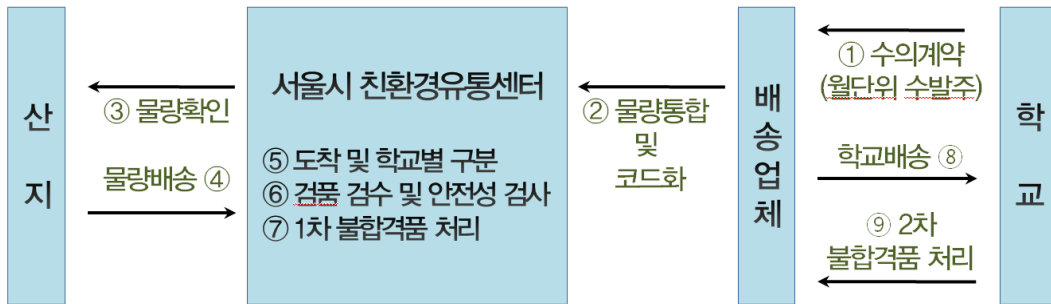 산지
③ 물량확인
물량배송 ④
서울시 친환경유통센터
⑤ 도착 및 학교별 구분
⑥ 검품 검수 및 안전성 검사
⑦ 1차 불합격품 처리
② 물량통합
및
코드화
배송업체
① 수의계약
(월단위 수발주)
학교배송 ⑧
⑨ 2차
불합격품 처리
학교